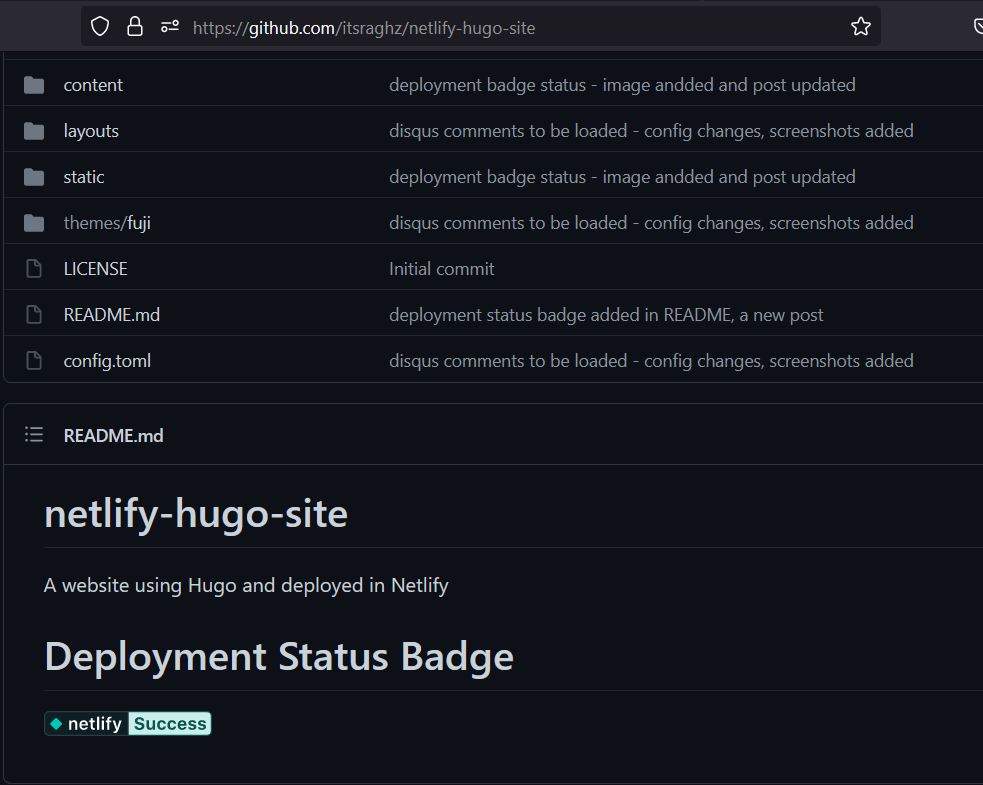 https://github.com/itsraghz/netlify-hugo-site
content deployment badge status - image andded and post updated
layouts disqus comments to be loaded - config changes, screenshots added
static deployment badge status - image andded and post updated
themes/fuji disqus comments to be loaded - config changes, screenshots added
LICENSE Initial commit
README.md deployment status badge added in README, a new post
config.toml disqus comments to be loaded - config changes, screenshots added
README.md
netlify-hugo-site
A website using Hugo and deployed in Netlify
Deployment Status Badge
netlify Success